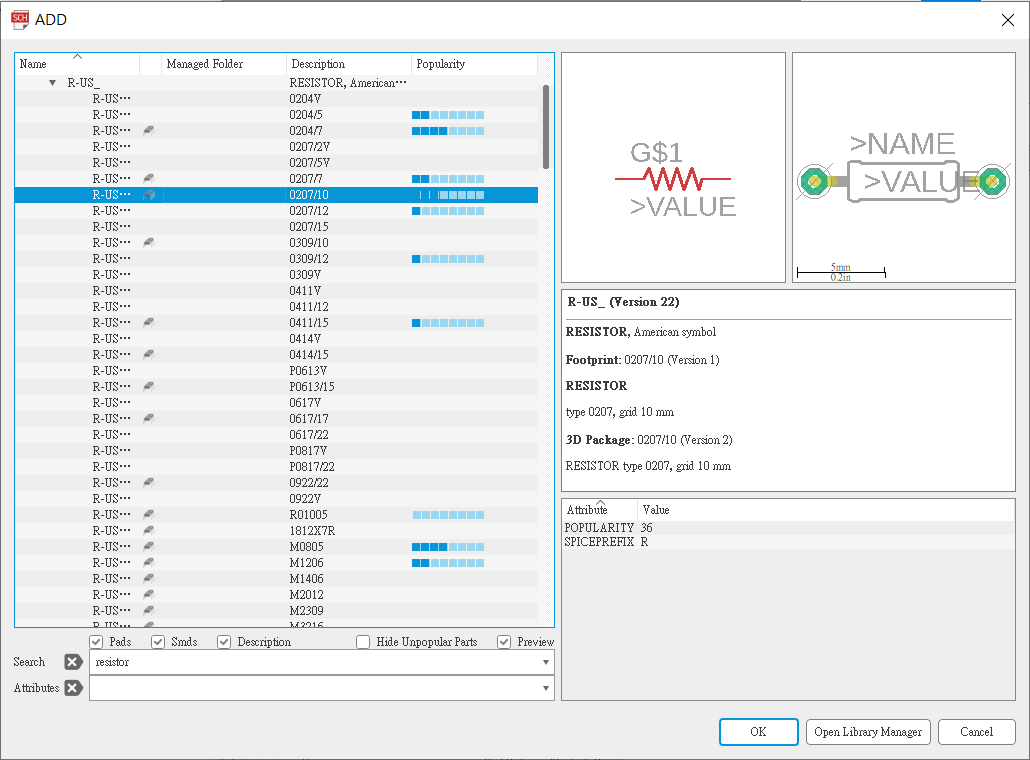 SCH ADD
Name Managed Folder Description Popularity
R-US_ RESISTOR, American···
R-US··· 0204V
R-US··· 0204/5
R-US··· 0204/7
R-US··· 0207/2V
R-US··· 0207/5V
R-US··· 0207/7
R-US··· 0207/10
R-US··· 0207/12
R-US··· 0207/15
R-US··· 0309/10
R-US··· 0309/12
R-US··· 0309V
R-US··· 0411V
R-US··· 0411/12
R-US··· 0411/15
R-US··· 0414V
R-US··· 0414/15
R-US··· P0613V
R-US··· P0613/15
R-US··· 0617V
R-US··· 0617/17
R-US··· 0617/22
R-US··· P0817V
R-US··· P0817/22
R-US··· 0922/22
R-US··· 0922V
R-US··· R01005
R-US··· 1812X7R
R-US··· M0805
R-US··· M1206
R-US··· M1406
R-US··· M2012
R-US··· M2309
R-US··· M3216
Pads Smds Description Hide Unpopular Parts Preview
Search resistor
Attributes
G$1
>VALUE
>NAME
>VALUE
5mm
0.2in
R-US_ (Version 22)
RESISTOR, American symbol
Footprint: 0207/10 (Version 1)
RESISTOR
type 0207, grid 10 mm
3D Package: 0207/10 (Version 2)
RESISTOR type 0207, grid 10 mm
Attribute Value
POPULARITY 36
SPICEPREFIX R
OK Open Library Manager Cancel